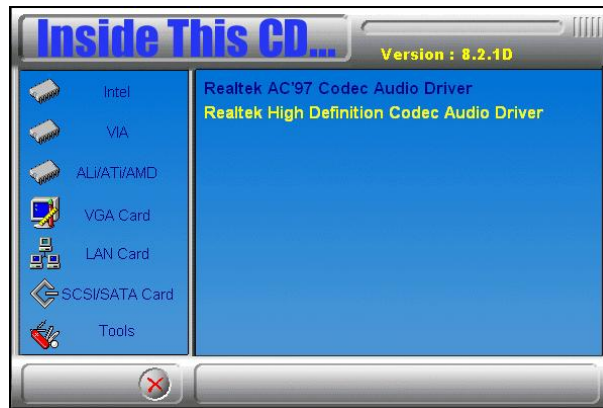 Inside This CD...
Version : 8.2.1D
Intel
VIA
ALi/ATi/AMD
VGA Card
LAN Card
SCSI/SATA Card
Tools
Realtek AC'97 Codec Audio Driver
Realtek High Definition Codec Audio Driver